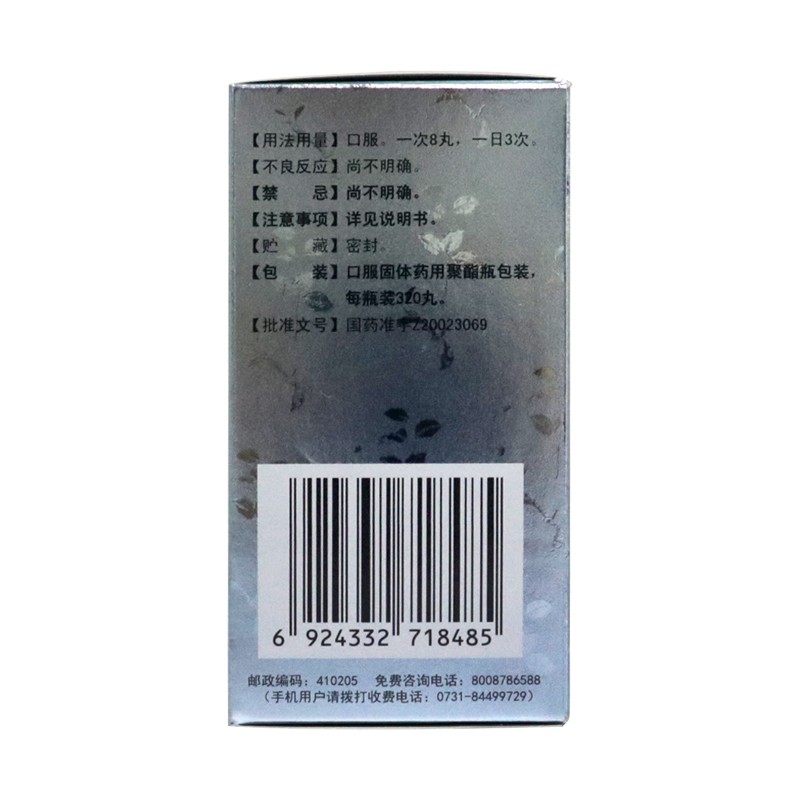 【用法用量】口服。一次8丸，一日3次。
【不良反应】尚不明确。
【禁　　忌】尚不明确。
【注意事项】详见说明书。
【贮　　藏】密封。
【包　　装】口服固体药用聚酯瓶包装，
每瓶装320丸。
【批准文号】国药准字Z20023069
6 924332 718485
邮政编码：410205　免费咨询电话：8008786588
（手机用户请拨打收费电话：0731-84499729）